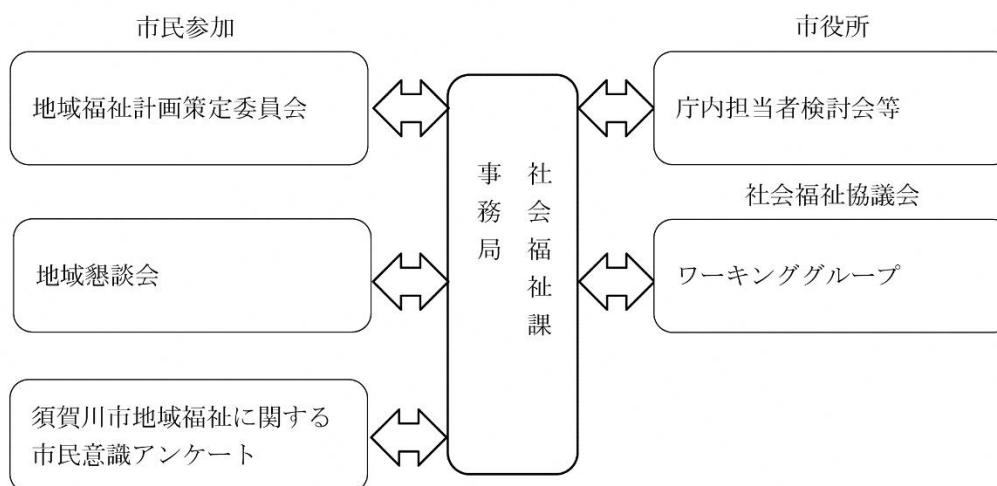 市民参加
地域福祉計画策定委員会
地域懇談会
須賀川市地域福祉に関する
市民意識アンケート
社会福祉課
事務局
市役所
庁内担当者検討会等
社会福祉協議会
ワーキンググループ